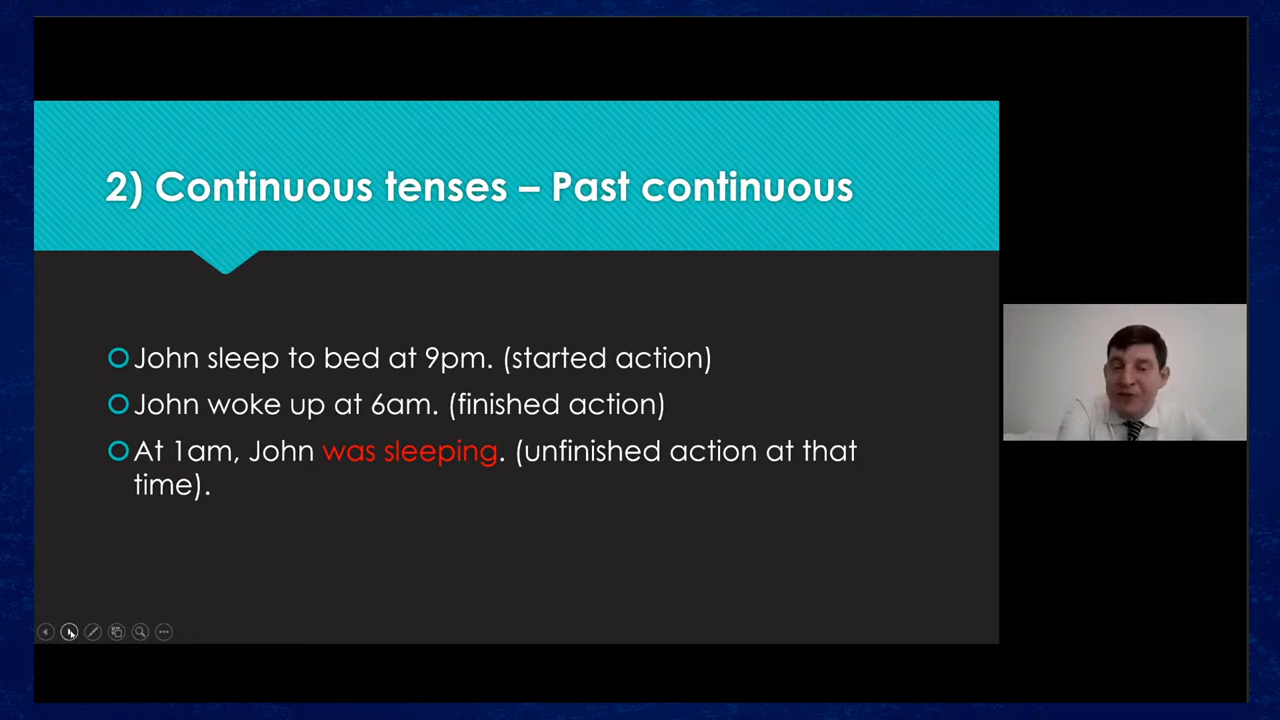 2) Continuous tenses – Past continuous
John sleep to bed at 9pm. (started action)
John woke up at 6am. (finished action)
At 1am, John was sleeping. (unfinished action at that
time).